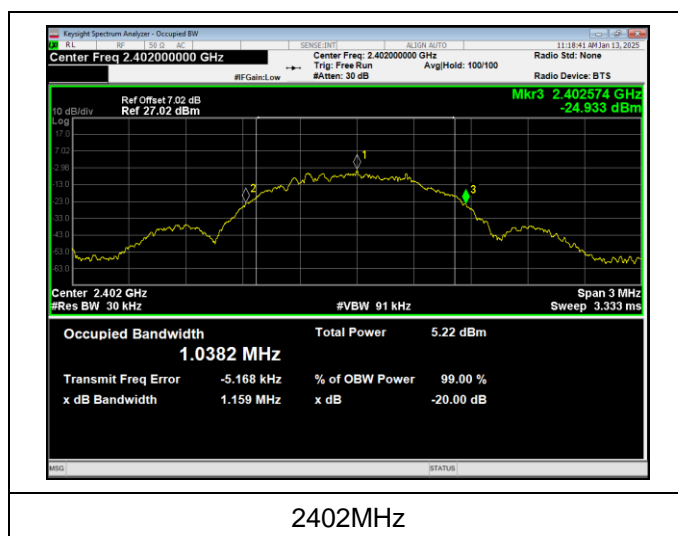 Keysight Spectrum Analyzer - Occupied BW
RL RF 50 Ω AC SENSE:INT ALIGN AUTO 11:18:41 AM Jan 13, 2025
Center Freq 2.402000000 GHz
Center Freq: 2.402000000 GHz
Radio Std: None
Trig: Free Run Avg|Hold: 100/100
#IFGain:Low #Atten: 30 dB Radio Device: BTS
Mkr3 2.402574 GHz
-24.933 dBm
Ref Offset 7.02 dB
10 dB/div Ref 27.02 dBm
Log
17.0
7.02
-2.98
-13.0
-23.0
-33.0
-43.0
-53.0
-63.0
1
2
3
Center 2.402 GHz Span 3 MHz
#Res BW 30 kHz #VBW 91 kHz Sweep 3.333 ms
Occupied Bandwidth Total Power 5.22 dBm
1.0382 MHz
Transmit Freq Error -5.168 kHz % of OBW Power 99.00 %
x dB Bandwidth 1.159 MHz x dB -20.00 dB
MSG STATUS
2402MHz